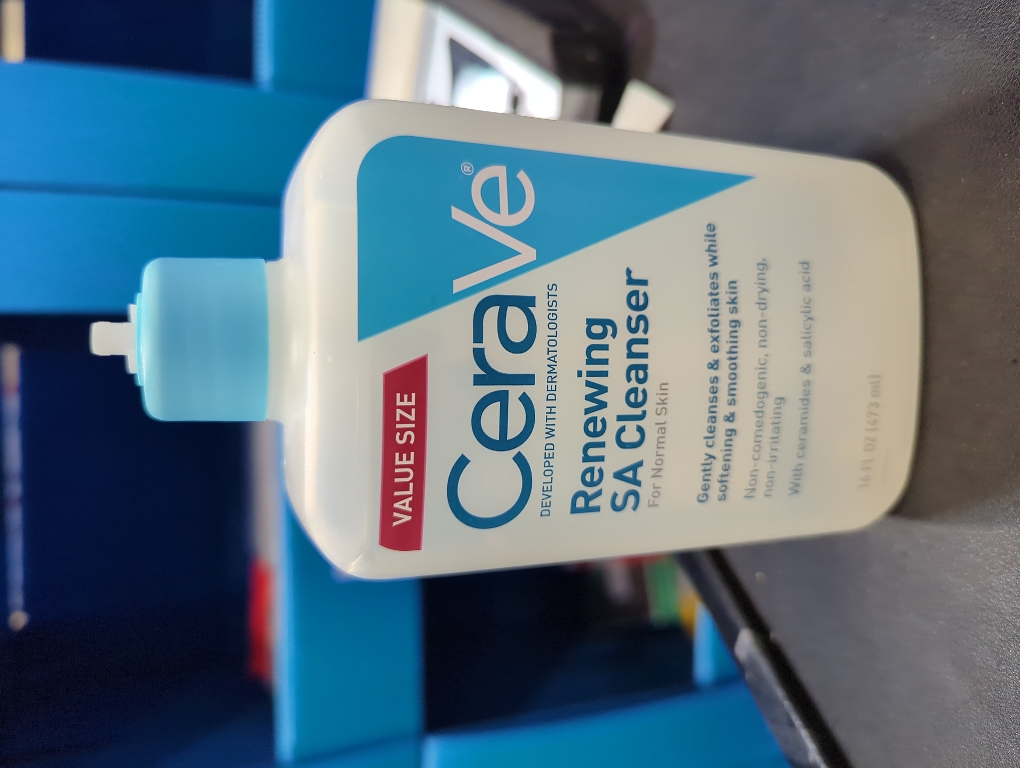 VALUE SIZE
CeraVe®
DEVELOPED WITH DERMATOLOGISTS
Renewing
SA Cleanser
For Normal Skin
Gently cleanses & exfoliates while
softening & smoothing skin
Non-comedogenic, non-drying,
non-irritating
With ceramides & salicylic acid
16 FL OZ (473 mL)